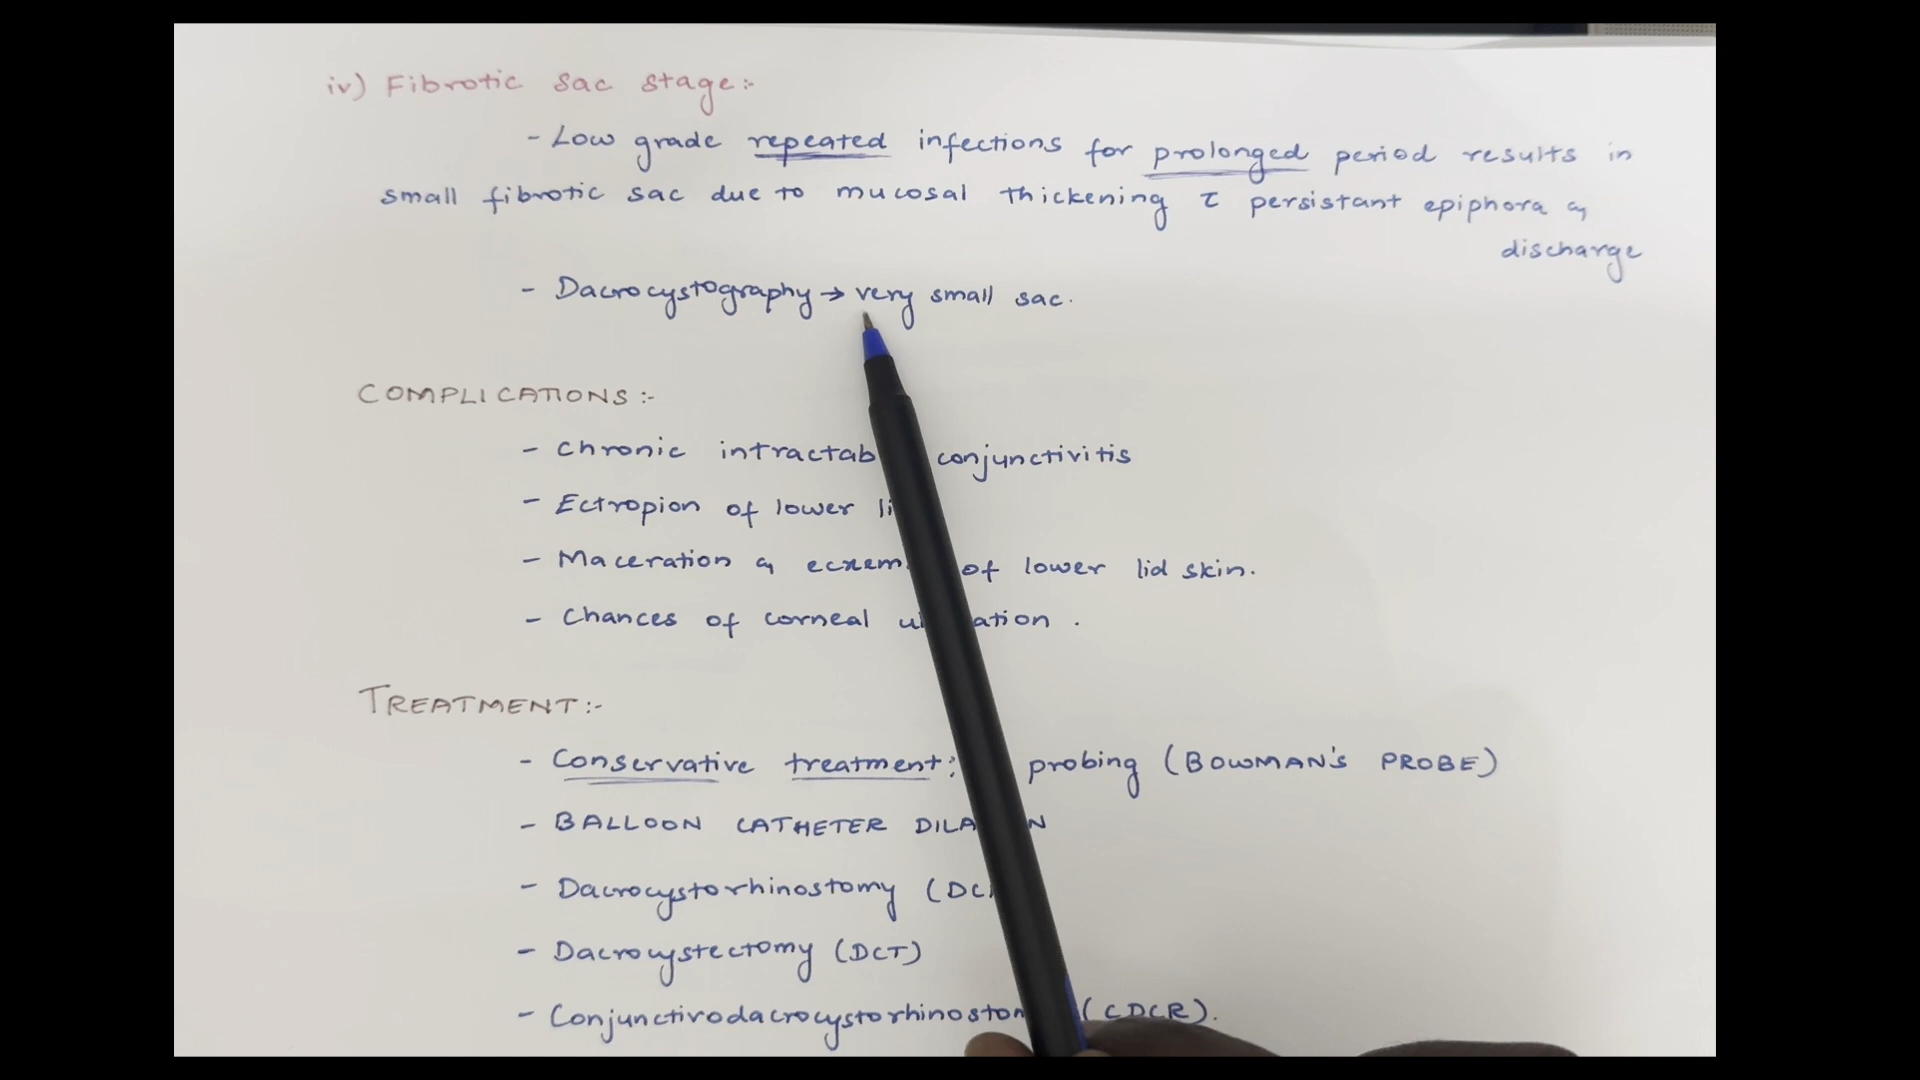 iv) Fibrotic sac stage:-
- Low grade repeated infections for prolonged period results in
small fibrotic sac due to mucosal thickening c̄ persistant epiphora &
discharge
- Dacrocystography → very small sac.
COMPLICATIONS :-
- Chronic intractab conjunctivitis
- Ectropion of lower li
- Maceration & eczem of lower lid skin.
- Chances of corneal ul ation .
TREATMENT:-
- Conservative treatment: probing (BOWMAN'S PROBE)
- BALLOON CATHETER DILA N
- Dacrocystorhinostomy (DC
- Dacrocystectomy (DCT)
- Conjunctivodacrocystorhinosto (CDCR).